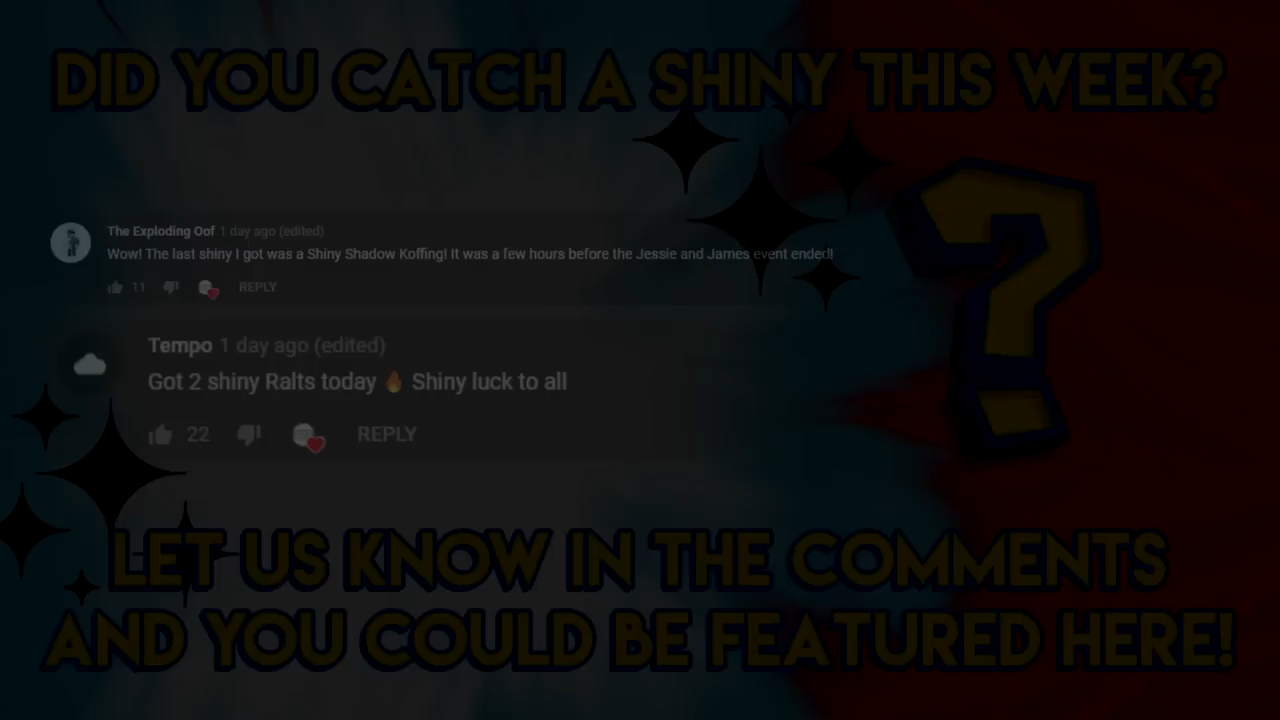 DID YOU CATCH A SHINY THIS WEEK?
The Exploding Oof 1 day ago (edited)
Wow! The last shiny I got was a Shiny Shadow Koffing! It was a few hours before the Jessie and James event ended!
11 REPLY
Tempo 1 day ago (edited)
Got 2 shiny Ralts today 🔥 Shiny luck to all
22 REPLY
?
LET US KNOW IN THE COMMENTS
AND YOU COULD BE FEATURED HERE!